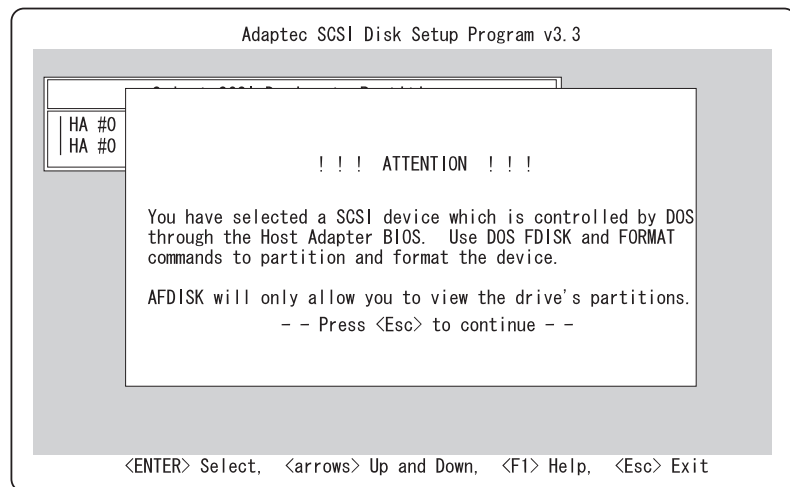 Adaptec SCSI Disk Setup Program v3.3
HA #0
HA #0
! ! ! ATTENTION ! ! !
You have selected a SCSI device which is controlled by DOS
through the Host Adapter BIOS. Use DOS FDISK and FORMAT
commands to partition and format the device.
AFDISK will only allow you to view the drive's partitions.
– – Press <Esc> to continue – –
<ENTER> Select, <arrows> Up and Down, <F1> Help, <Esc> Exit